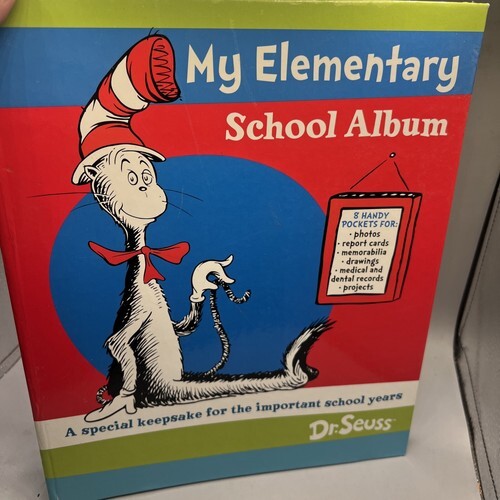 My Elementary
School Album
8 HANDY
POCKETS FOR:
• photos
• report cards
• memorabilia
• drawings
• medical and
dental records
• projects
A special keepsake for the important school years
Dr. Seuss